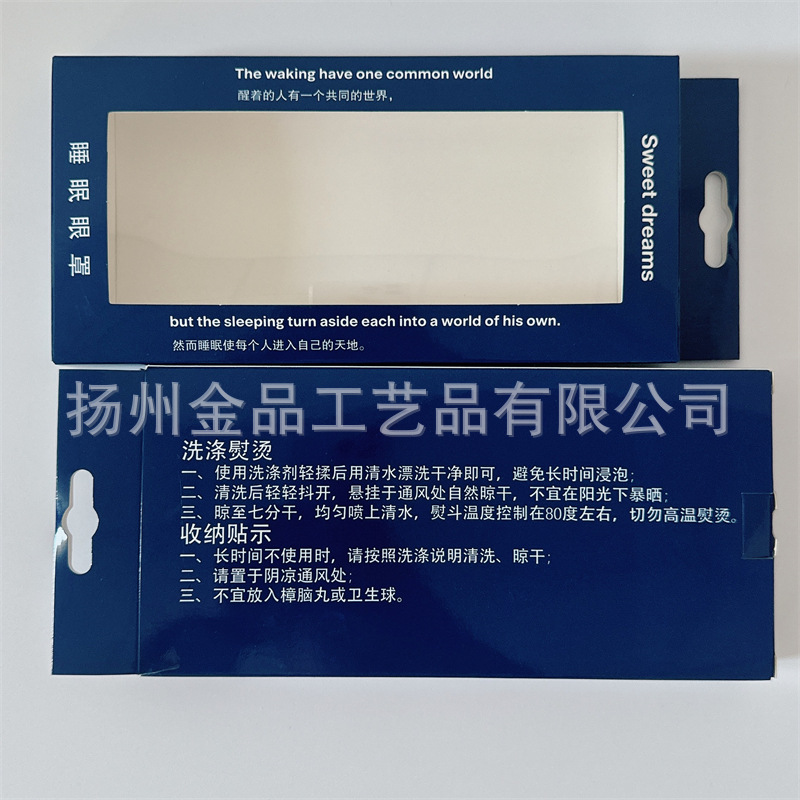 The waking have one common world
醒着的人有一个共同的世界，
睡眠眼罩
Sweet dreams
but the sleeping turn aside each into a world of his own.
然而睡眠使每个人进入自己的天地。
扬州金品工艺品有限公司
洗涤熨烫
一、使用洗涤剂轻揉后用清水漂洗干净即可，避免长时间浸泡；
二、清洗后轻轻抖开，悬挂于通风处自然晾干，不宜在阳光下暴晒；
三、晾至七分干，均匀喷上清水，熨斗温度控制在80度左右，切勿高温熨烫。
收纳贴示
一、长时间不使用时，请按照洗涤说明清洗、晾干；
二、请置于阴凉通风处；
三、不宜放入樟脑丸或卫生球。